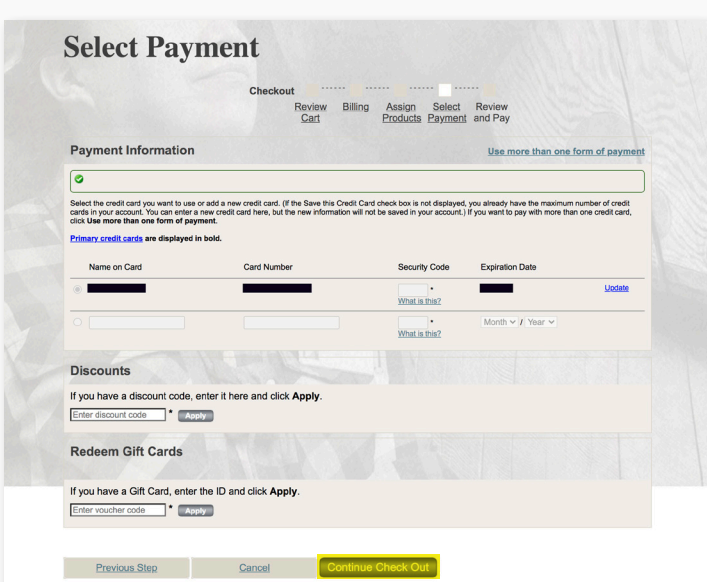 Select Payment
Checkout
Review Cart
Billing
Assign Products
Select Payment
Review and Pay
Payment Information
Use more than one form of payment
Select the credit card you want to use or add a new credit card. (If the Save this Credit Card check box is not displayed, you already have the maximum number of credit
cards in your account. You can enter a new credit card here, but the new information will not be saved in your account.) If you want to pay with more than one credit card,
click Use more than one form of payment.
Primary credit cards are displayed in bold.
Name on Card Card Number Security Code Expiration Date
* Update
What is this?
* Month / Year
What is this?
Discounts
If you have a discount code, enter it here and click Apply.
Enter discount code * Apply
Redeem Gift Cards
If you have a Gift Card, enter the ID and click Apply.
Enter voucher code * Apply
Previous Step Cancel Continue Check Out